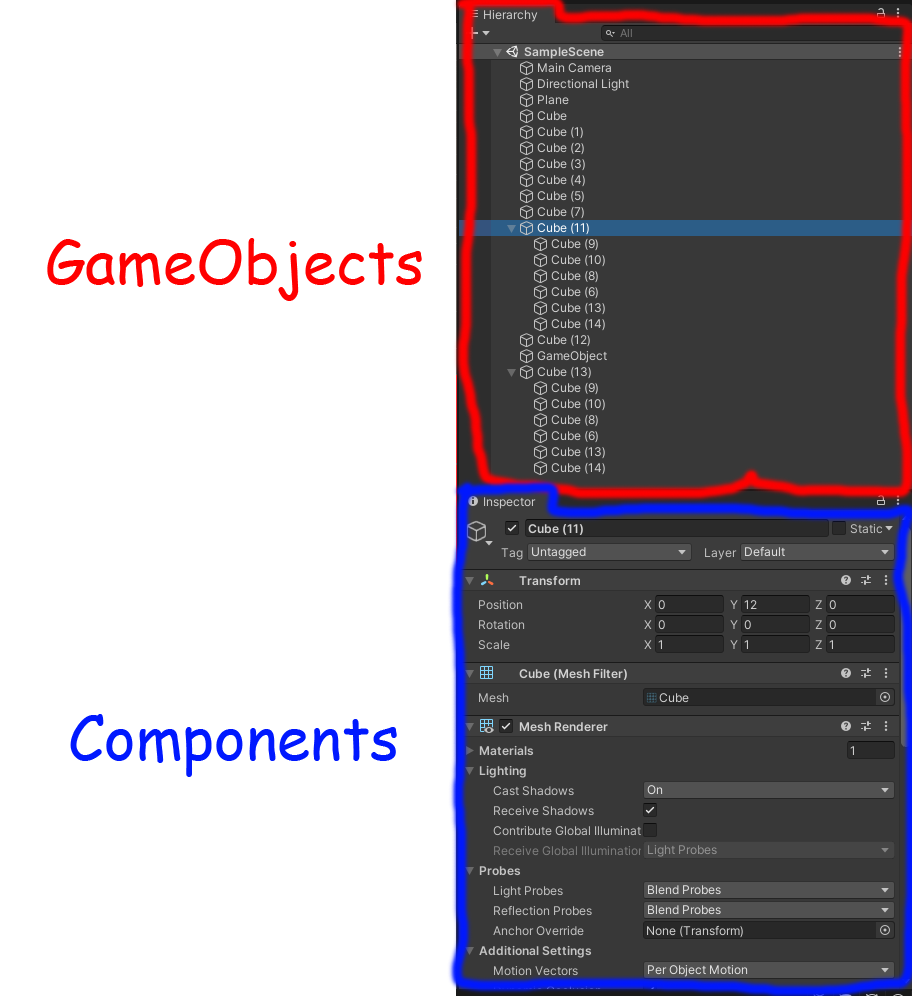 Hierarchy
All
SampleScene
Main Camera
Directional Light
Plane
Cube
Cube (1)
Cube (2)
Cube (3)
Cube (4)
Cube (5)
Cube (7)
Cube (11)
Cube (9)
Cube (10)
Cube (8)
Cube (6)
Cube (13)
Cube (14)
Cube (12)
GameObject
Cube (13)
Cube (9)
Cube (10)
Cube (8)
Cube (6)
Cube (13)
Cube (14)
GameObjects
Inspector
Cube (11) Static
Tag Untagged Layer Default
Transform
Position X 0 Y 12 Z 0
Rotation X 0 Y 0 Z 0
Scale X 1 Y 1 Z 1
Cube (Mesh Filter)
Mesh Cube
Mesh Renderer
Materials 1
Lighting
Cast Shadows On
Receive Shadows
Contribute Global Illuminat
Receive Global Illumination Light Probes
Probes
Light Probes Blend Probes
Reflection Probes Blend Probes
Anchor Override None (Transform)
Additional Settings
Motion Vectors Per Object Motion
Components